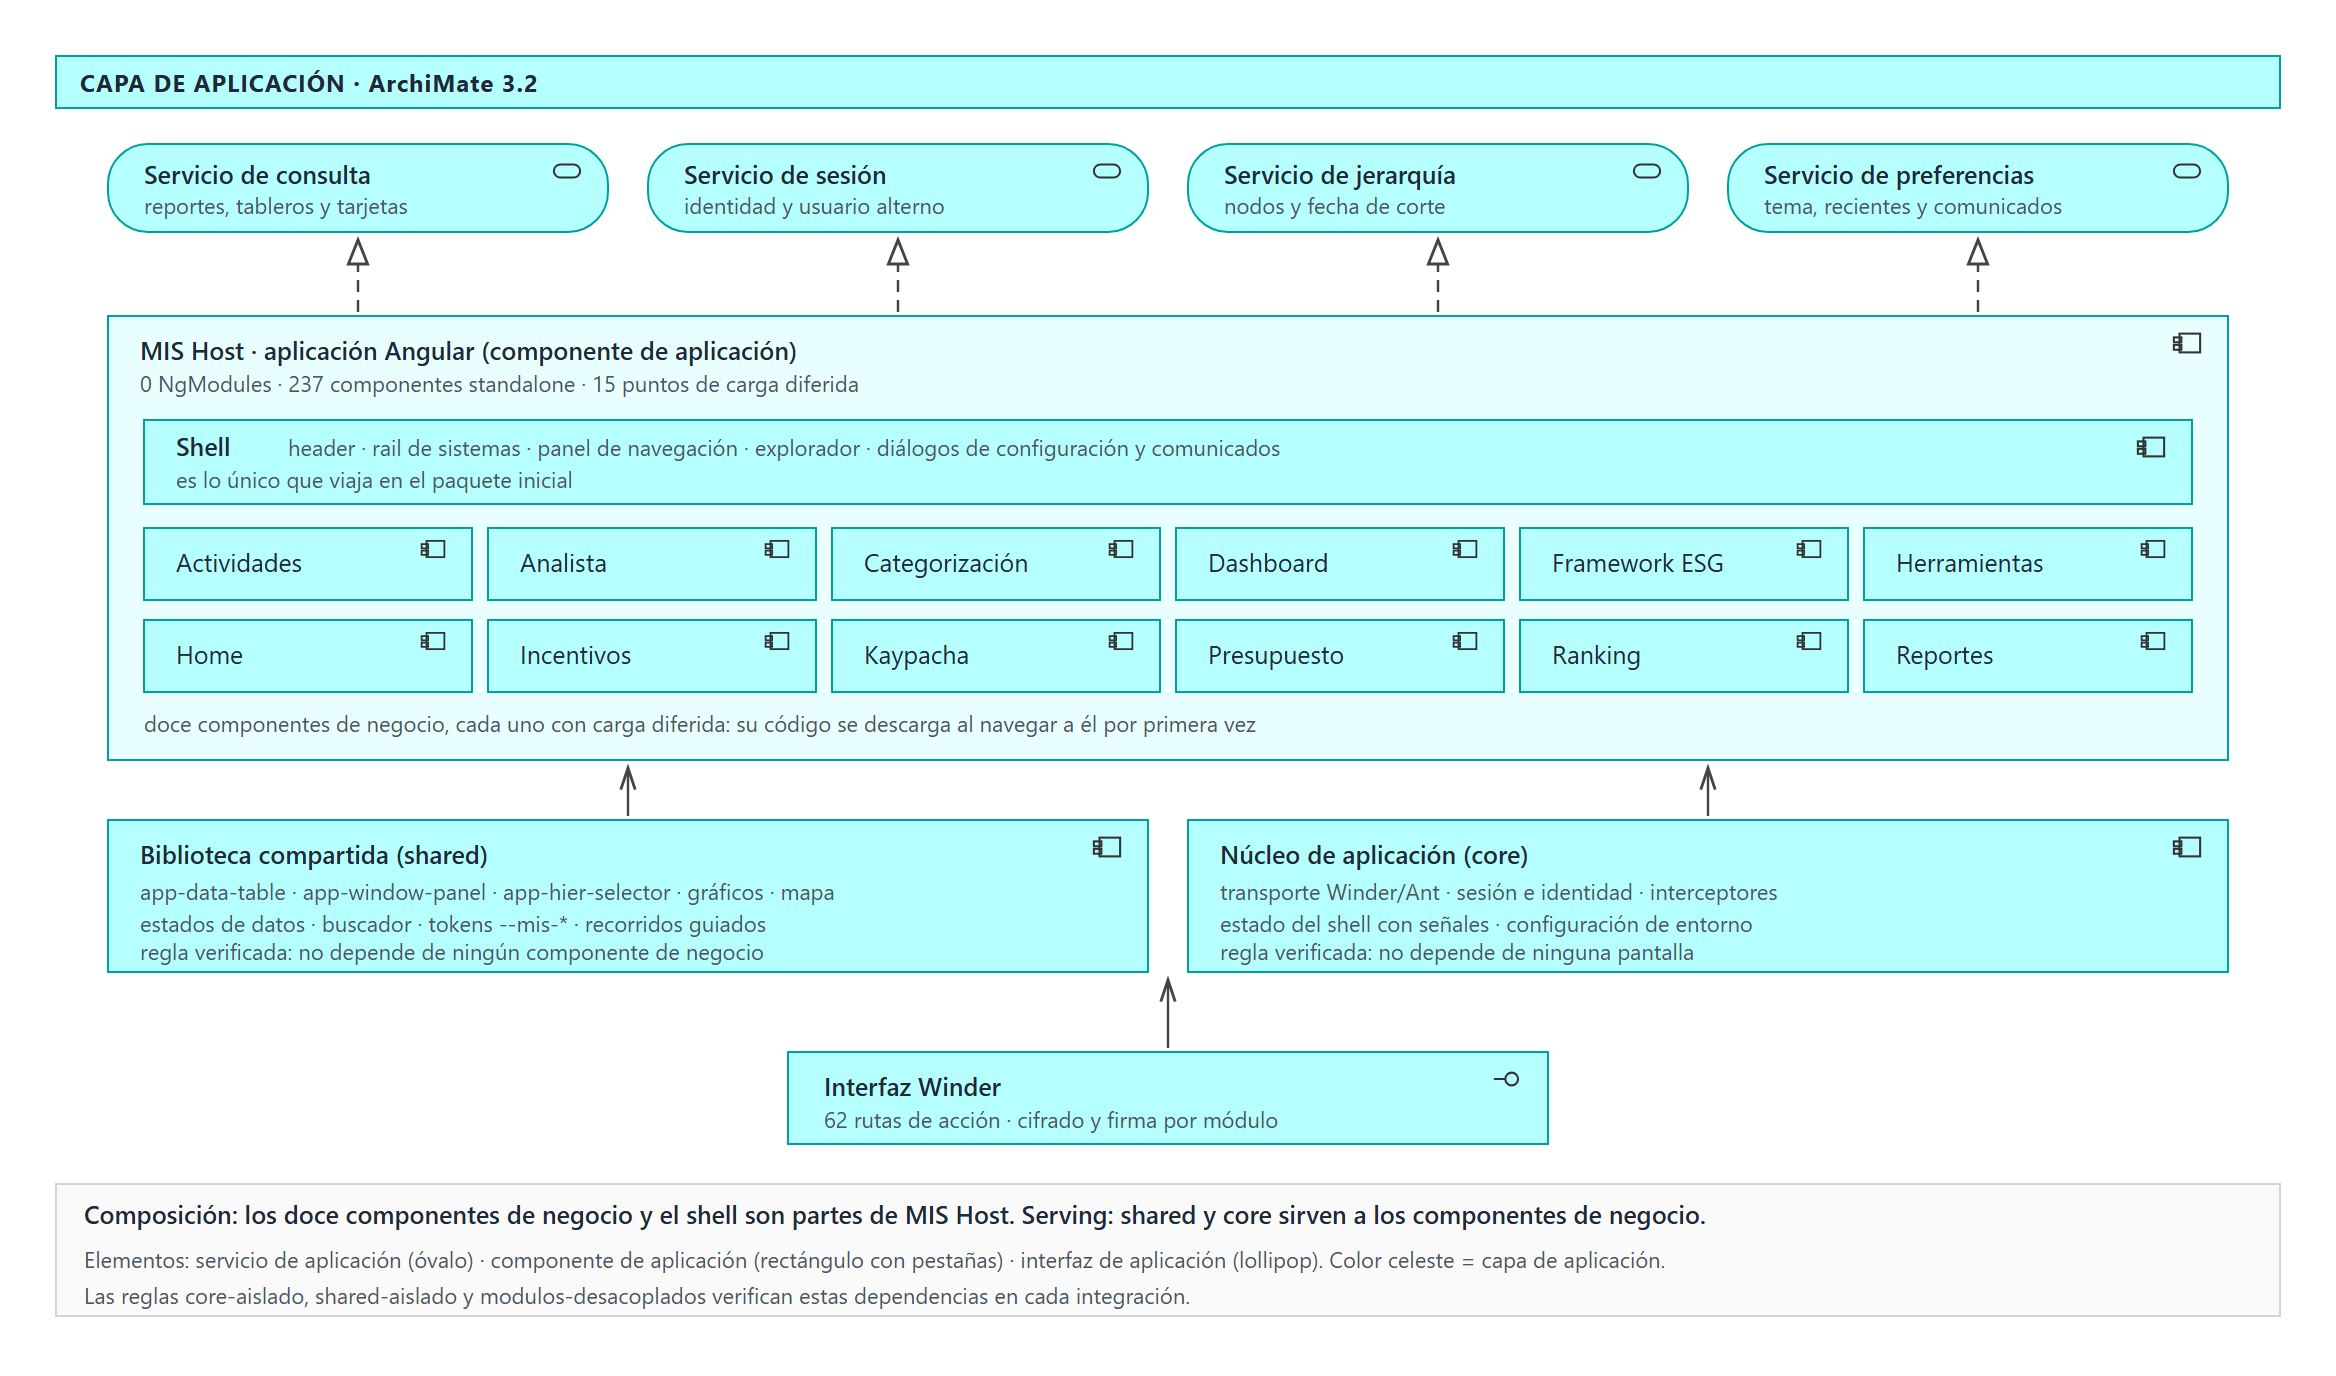 CAPA DE APLICACIÓN · ArchiMate 3.2
Servicio de consulta
reportes, tableros y tarjetas
Servicio de sesión
identidad y usuario alterno
Servicio de jerarquía
nodos y fecha de corte
Servicio de preferencias
tema, recientes y comunicados
MIS Host · aplicación Angular (componente de aplicación)
0 NgModules · 237 componentes standalone · 15 puntos de carga diferida
Shell header · rail de sistemas · panel de navegación · explorador · diálogos de configuración y comunicados
es lo único que viaja en el paquete inicial
Actividades
Analista
Categorización
Dashboard
Framework ESG
Herramientas
Home
Incentivos
Kaypacha
Presupuesto
Ranking
Reportes
doce componentes de negocio, cada uno con carga diferida: su código se descarga al navegar a él por primera vez
Biblioteca compartida (shared)
app-data-table · app-window-panel · app-hier-selector · gráficos · mapa
estados de datos · buscador · tokens --mis-* · recorridos guiados
regla verificada: no depende de ningún componente de negocio
Núcleo de aplicación (core)
transporte Winder/Ant · sesión e identidad · interceptores
estado del shell con señales · configuración de entorno
regla verificada: no depende de ninguna pantalla
Interfaz Winder
62 rutas de acción · cifrado y firma por módulo
Composición: los doce componentes de negocio y el shell son partes de MIS Host. Serving: shared y core sirven a los componentes de negocio.
Elementos: servicio de aplicación (óvalo) · componente de aplicación (rectángulo con pestañas) · interfaz de aplicación (lollipop). Color celeste = capa de aplicación.
Las reglas core-aislado, shared-aislado y modulos-desacoplados verifican estas dependencias en cada integración.